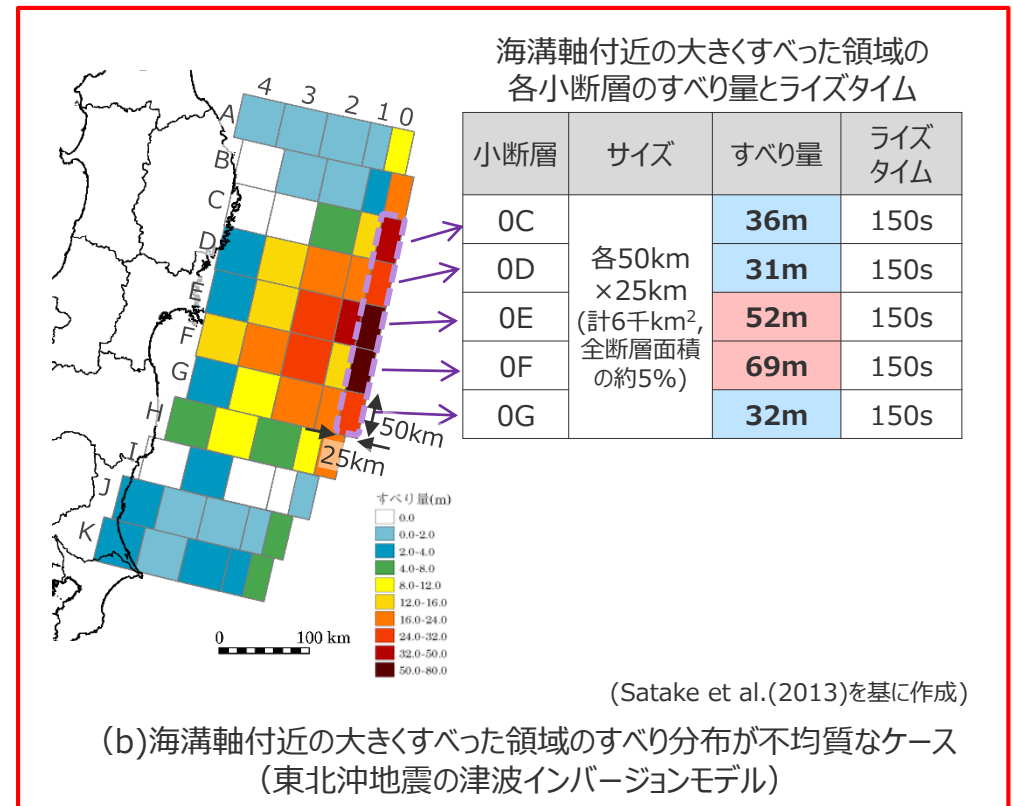 海溝軸付近の大きくすべった領域の
各小断層のすべり量とライズタイム
小断層 サイズ すべり量 ライズタイム
0C 36m 150s
0D 31m 150s
0E 52m 150s
0F 69m 150s
0G 32m 150s
各50km
×25km
(計6千km²,
全断層面積
の約5%)
4 3 2 1 0
A
B
C
D
E
F
G
H
I
J
K
50km
25km
すべり量(m)
0.0
0.0-2.0
2.0-4.0
4.0-8.0
8.0-12.0
12.0-16.0
16.0-24.0
24.0-32.0
32.0-50.0
50.0-80.0
0 100 km
(Satake et al.(2013)を基に作成)
(b)海溝軸付近の大きくすべった領域のすべり分布が不均質なケース
(東北沖地震の津波インバージョンモデル)